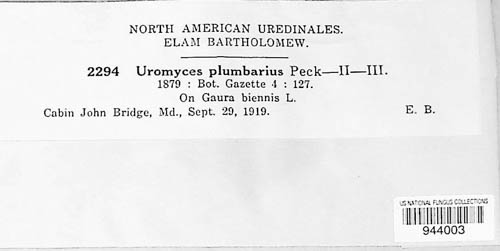 NORTH AMERICAN UREDINALES.
ELAM BARTHOLOMEW.
2294 Uromyces plumbarius Peck—II—III.
1879 : Bot. Gazette 4 : 127.
On Gaura biennis L.
Cabin John Bridge, Md., Sept. 29, 1919. E. B.
US NATIONAL FUNGUS COLLECTIONS
944003